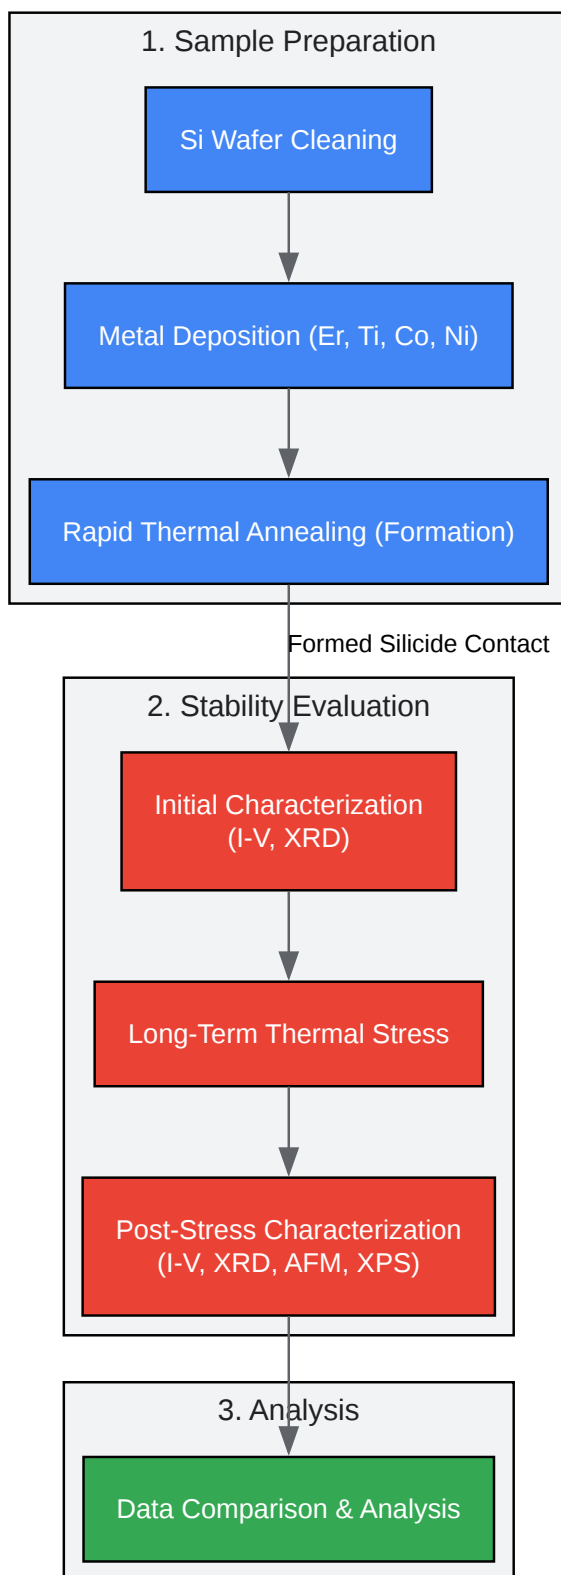 1. Sample Preparation
Si Wafer Cleaning
Metal Deposition (Er, Ti, Co, Ni)
Rapid Thermal Annealing (Formation)
Formed Silicide Contact
2. Stability Evaluation
Initial Characterization
(I-V, XRD)
Long-Term Thermal Stress
Post-Stress Characterization
(I-V, XRD, AFM, XPS)
3. Analysis
Data Comparison & Analysis